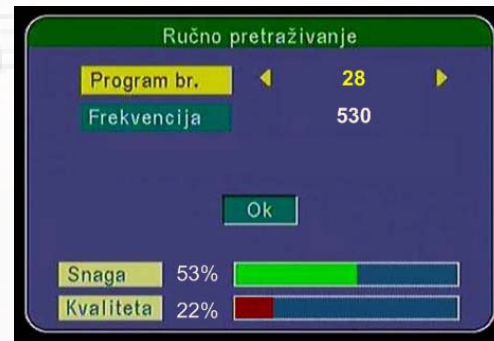 Ručno pretraživanje
Program br. 28
Frekvencija 530
Ok
Snaga 53%
Kvaliteta 22%